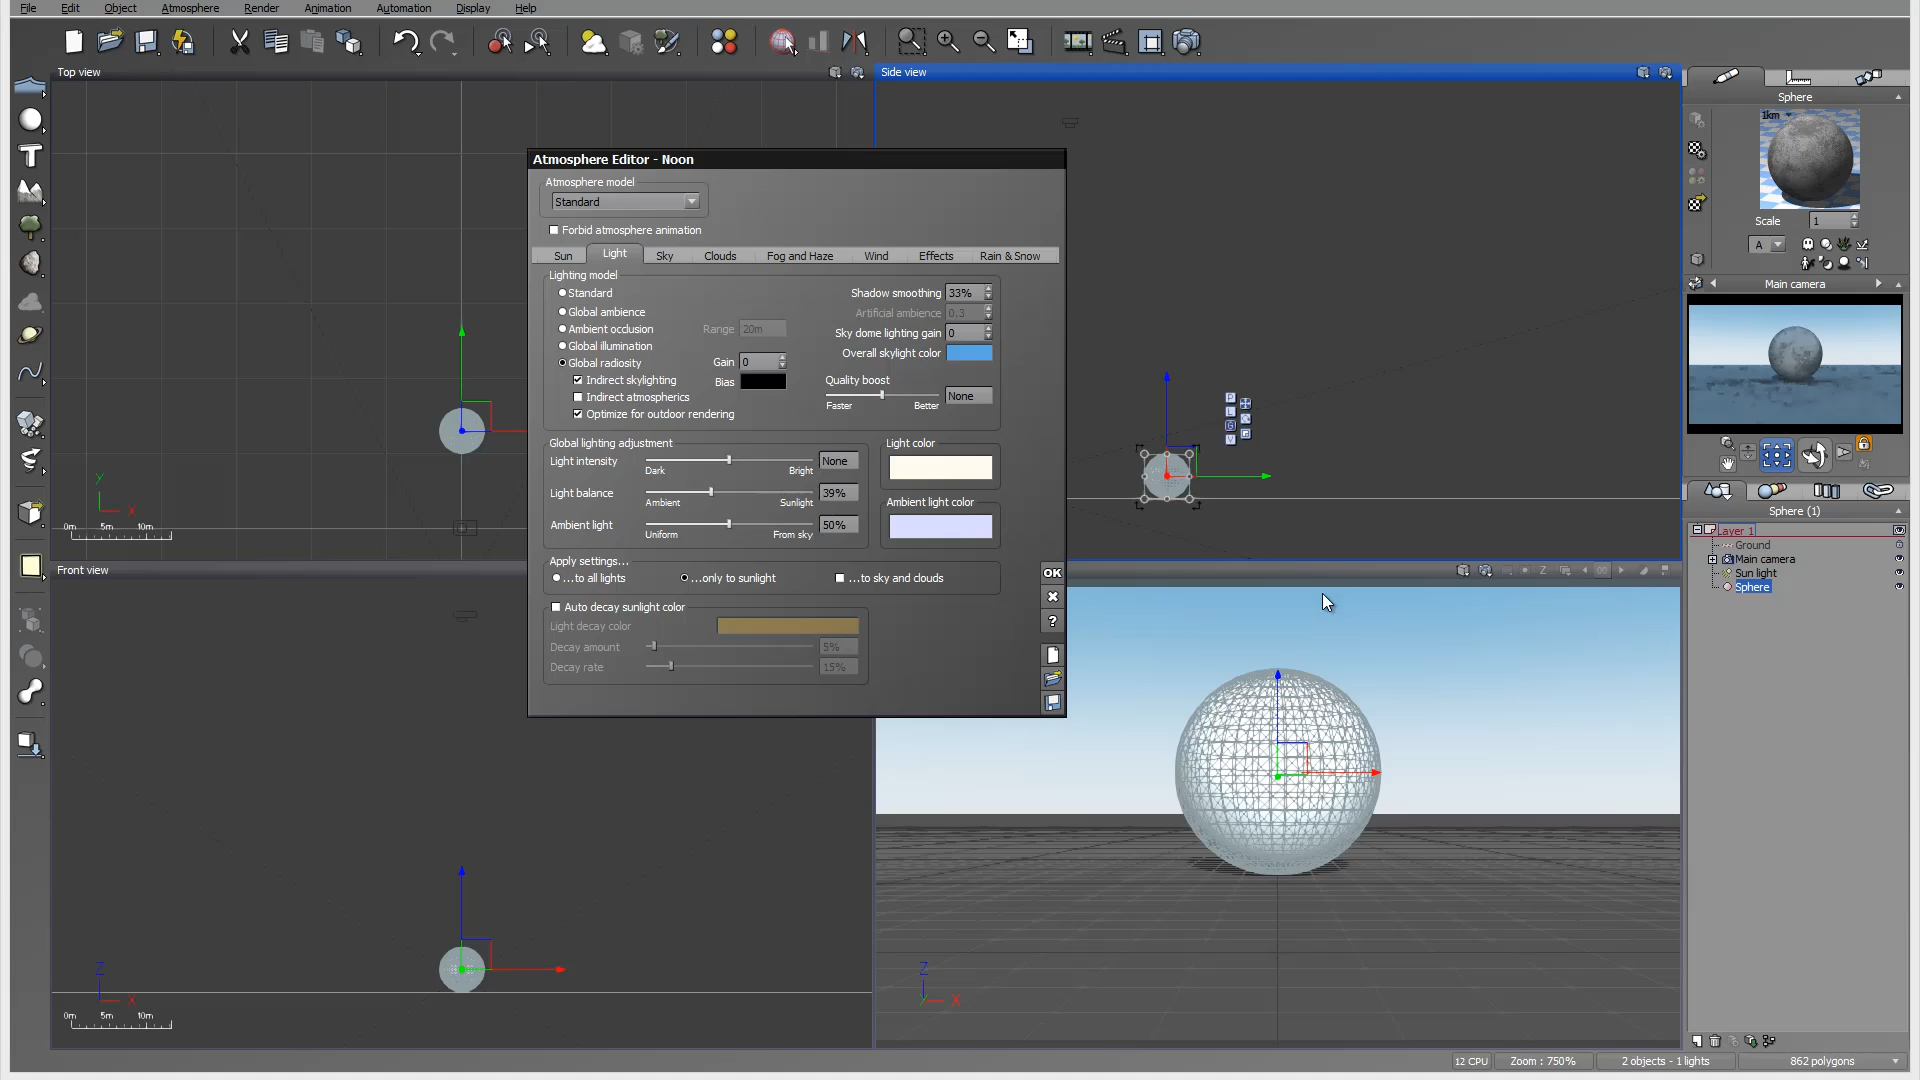 File Edit Object Atmosphere Render Animation Automation Display Help
Top view
Side view
Sphere
1km
Scale 1
A
Main camera
Atmosphere Editor - Noon
Atmosphere model
Standard
Forbid atmosphere animation
Sun Light Sky Clouds Fog and Haze Wind Effects Rain & Snow
Lighting model
Standard
Shadow smoothing 33%
Global ambience
Artificial ambience 0.3
Ambient occlusion Range 20m
Sky dome lighting gain 0
Global illumination
Overall skylight color
Global radiosity Gain 0
Indirect skylighting Bias
Quality boost
Indirect atmospherics
None
Faster Better
Optimize for outdoor rendering
Global lighting adjustment
Light color
Light intensity None
Dark Bright
Light balance 39%
Ambient Sunlight
Ambient light color
Ambient light 50%
Uniform From sky
Apply settings...
...to all lights ...only to sunlight ...to sky and clouds
OK
?
Auto decay sunlight color
Light decay color
Decay amount 5%
Decay rate 15%
P
L
G
V
Sphere (1)
Layer 1
Ground
Main camera
Sun light
Sphere
Y
X
0m 5m 10m
Front view
Z
Z
X
0m 5m 10m
Z
Y
X
12 CPU Zoom : 750% 2 objects - 1 lights 862 polygons